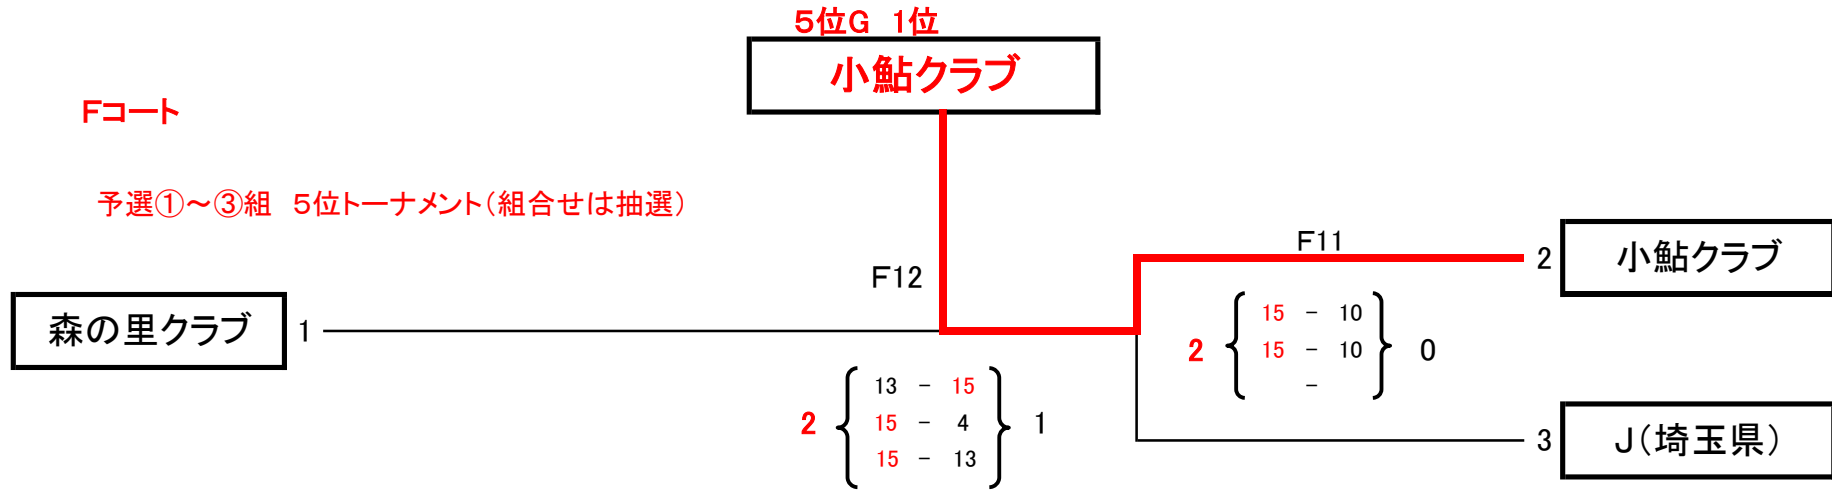 5位G 1位
小鮎クラブ
Fコート
予選①~③組 5位トーナメント(組合せは抽選)
F11
2 小鮎クラブ
F12
森の里クラブ 1
15 - 10
2 15 - 10 0
-
13 - 15
2 15 - 4 1
15 - 13
3 J(埼玉県)